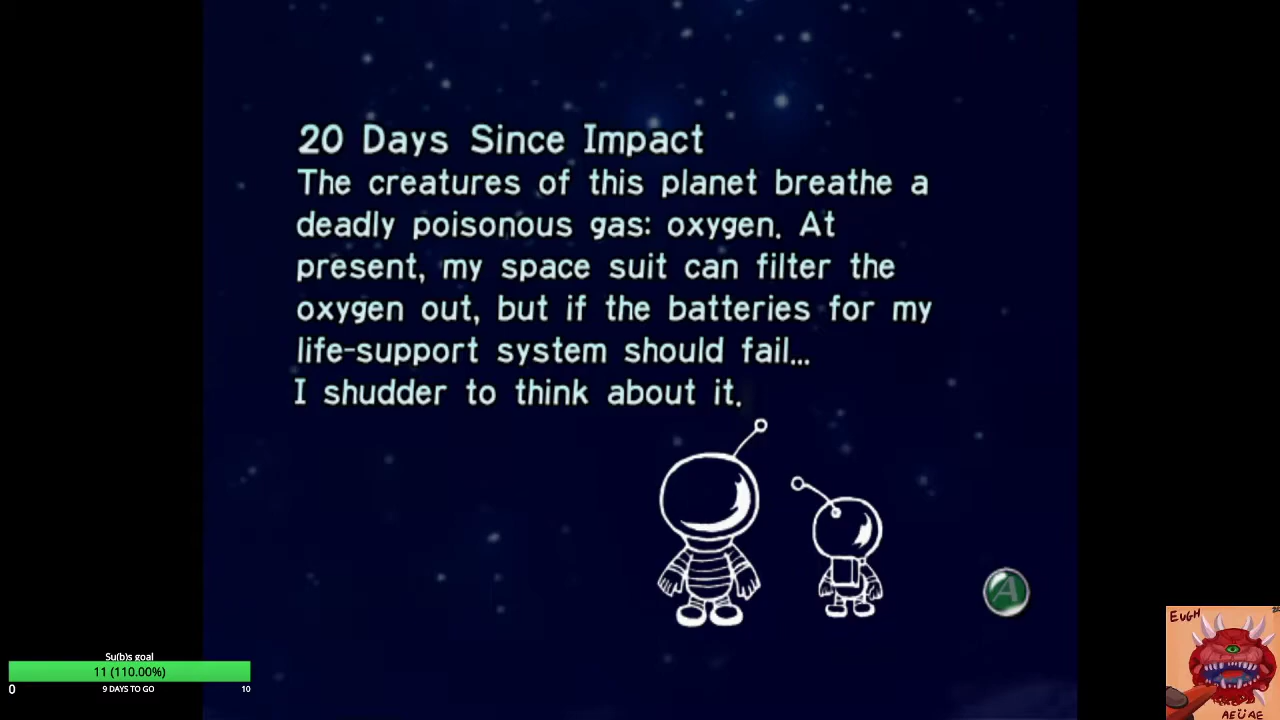 20 Days Since Impact
The creatures of this planet breathe a
deadly poisonous gas: oxygen. At
present, my space suit can filter the
oxygen out, but if the batteries for my
life-support system should fail...
I shudder to think about it.
A
EUGH
AEÜAE
Su(b)s goal
11 (110.00%)
0 9 DAYS TO GO 10